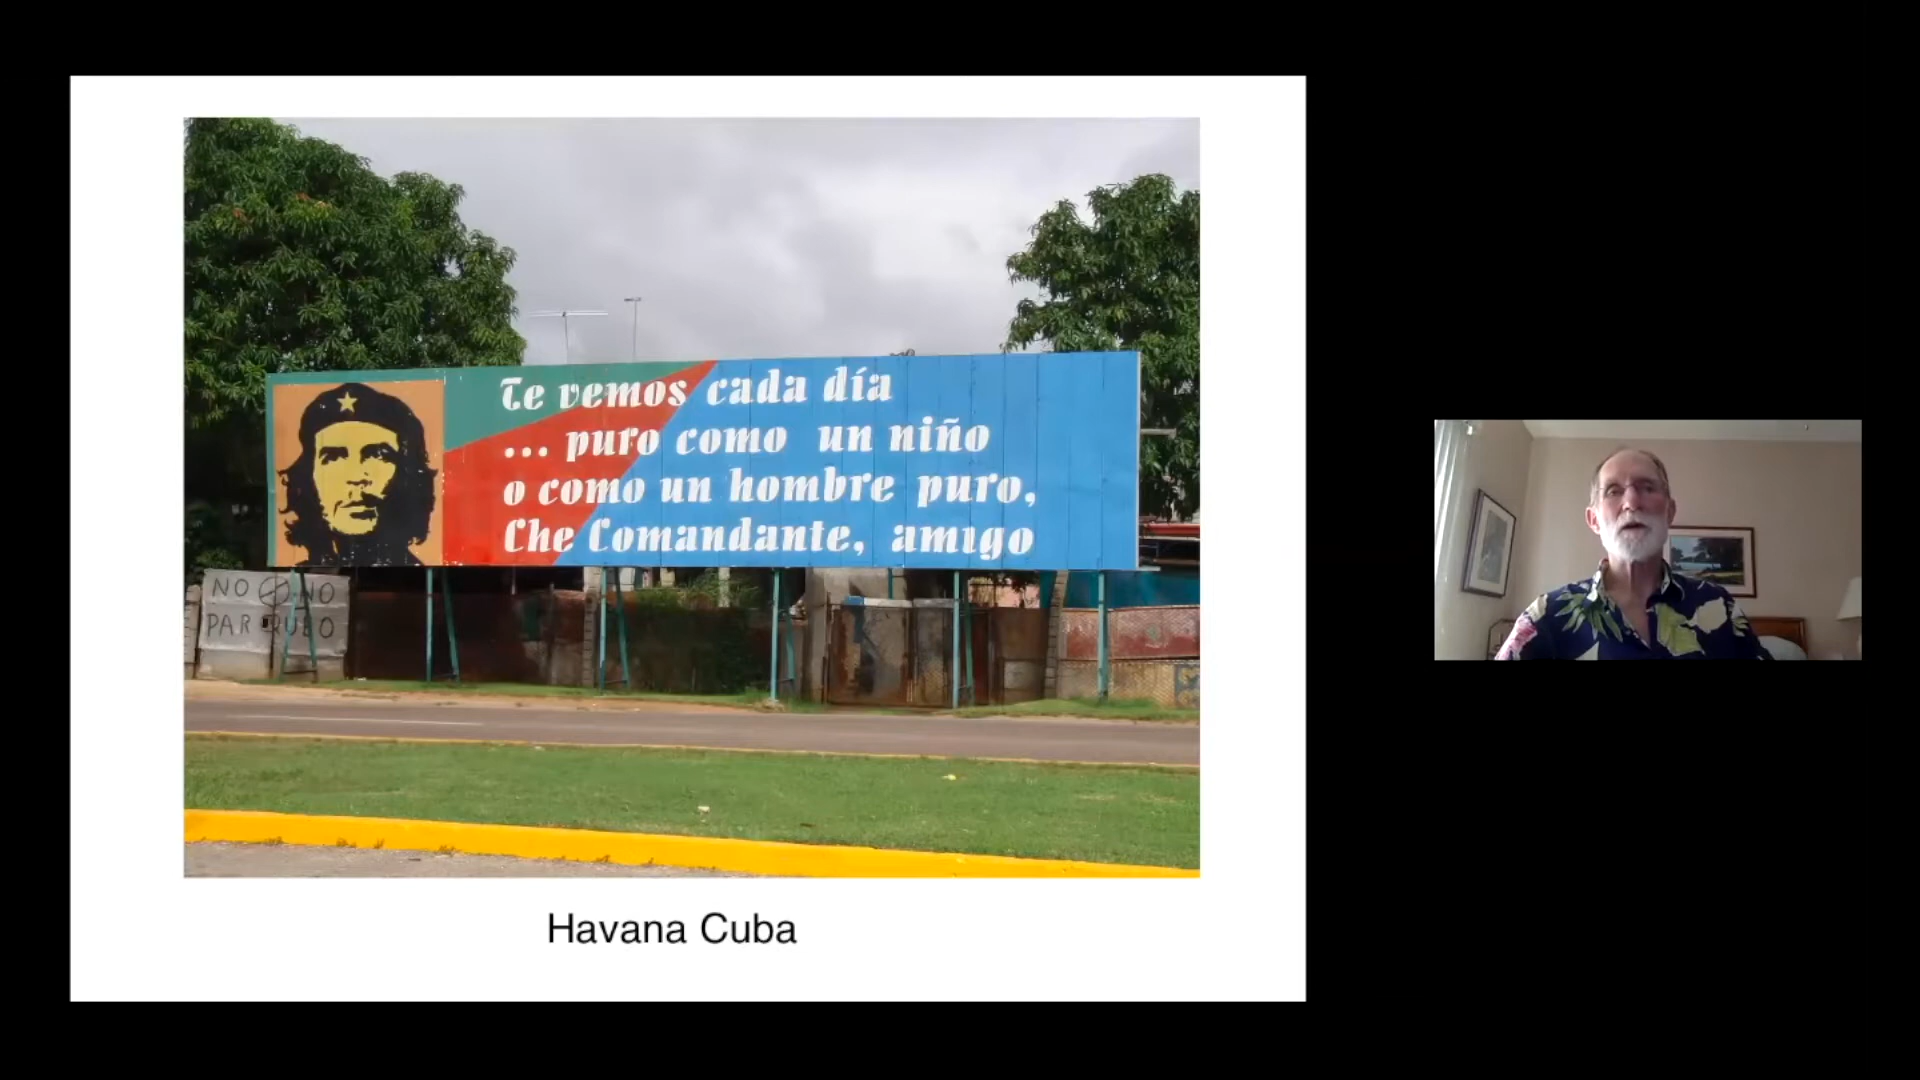 Te vemos cada día
... puro como un niño
o como un hombre puro,
Che Comandante, amigo
NO NO
PAR QUEO
Havana Cuba